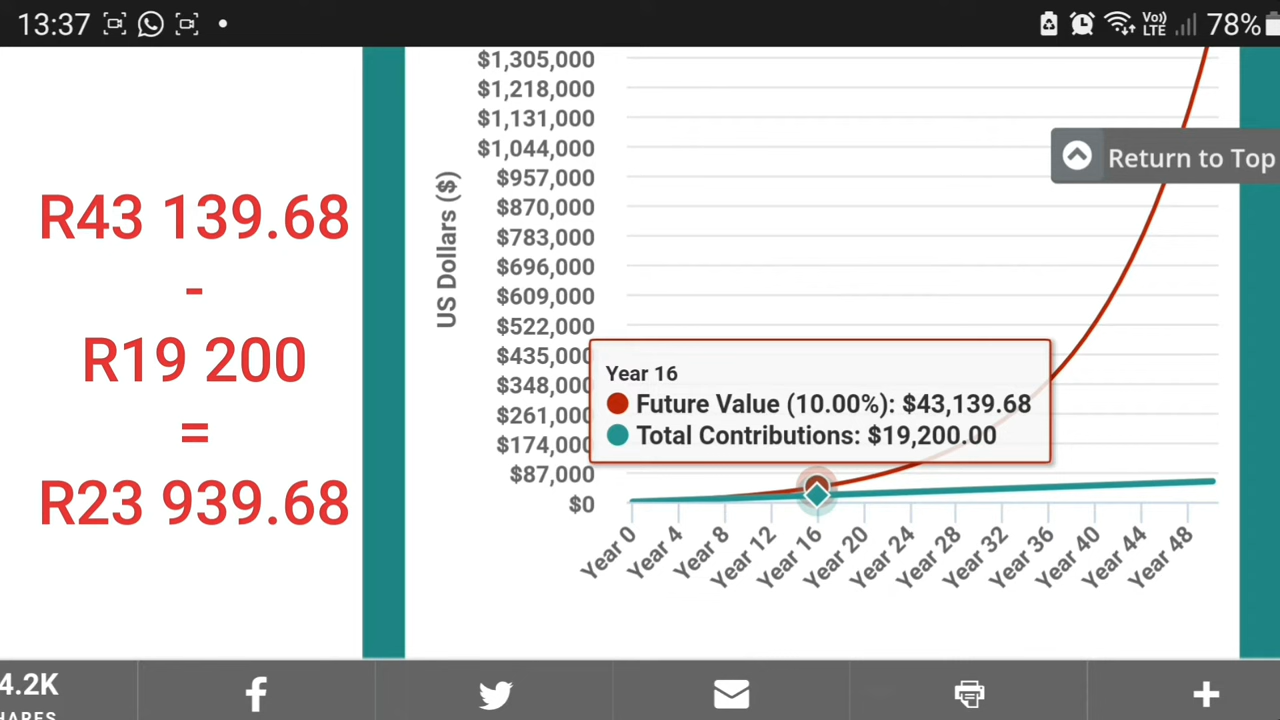 13:37
Vo))
LTE
78%
R43 139.68
-
R19 200
=
R23 939.68
US Dollars ($)
$1,305,000
$1,218,000
$1,131,000
$1,044,000
$957,000
$870,000
$783,000
$696,000
$609,000
$522,000
$435,000
$348,000
$261,000
$174,000
$87,000
$0
Return to Top
Year 16
Future Value (10.00%): $43,139.68
Total Contributions: $19,200.00
Year 0
Year 4
Year 8
Year 12
Year 16
Year 20
Year 24
Year 28
Year 32
Year 36
Year 40
Year 44
Year 48
4.2K
HARES